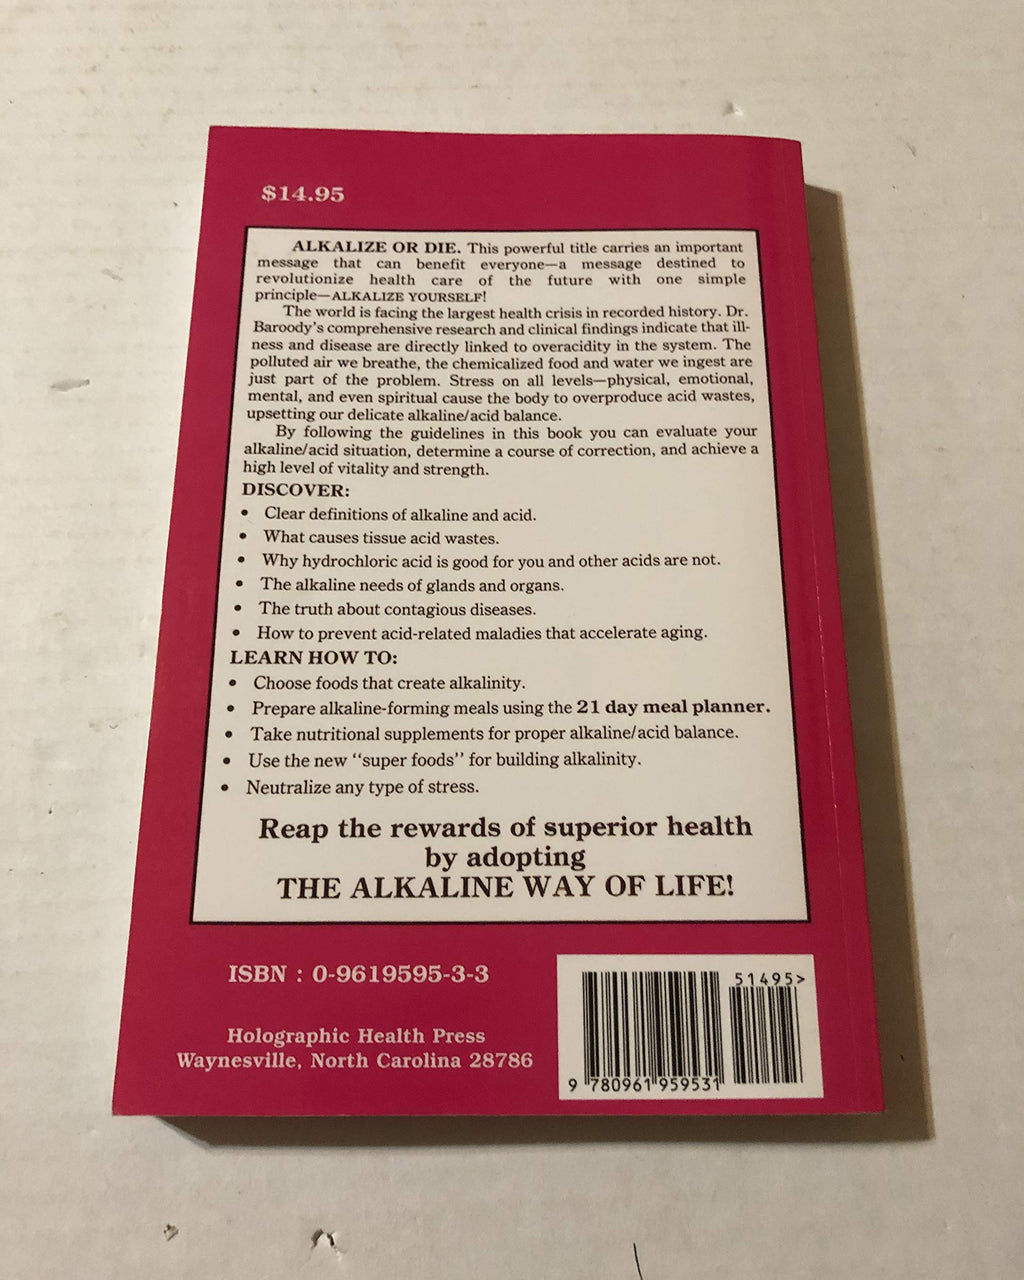 $14.95
ALKALIZE OR DIE. This powerful title carries an important
message that can benefit everyone—a message destined to
revolutionize health care of the future with one simple
principle—ALKALIZE YOURSELF!
The world is facing the largest health crisis in recorded history. Dr.
Baroody's comprehensive research and clinical findings indicate that ill-
ness and disease are directly linked to overacidity in the system. The
polluted air we breathe, the chemicalized food and water we ingest are
just part of the problem. Stress on all levels—physical, emotional,
mental, and even spiritual cause the body to overproduce acid wastes,
upsetting our delicate alkaline/acid balance.
By following the guidelines in this book you can evaluate your
alkaline/acid situation, determine a course of correction, and achieve a
high level of vitality and strength.
DISCOVER:
• Clear definitions of alkaline and acid.
• What causes tissue acid wastes.
• Why hydrochloric acid is good for you and other acids are not.
• The alkaline needs of glands and organs.
• The truth about contagious diseases.
• How to prevent acid-related maladies that accelerate aging.
LEARN HOW TO:
• Choose foods that create alkalinity.
• Prepare alkaline-forming meals using the 21 day meal planner.
• Take nutritional supplements for proper alkaline/acid balance.
• Use the new "super foods" for building alkalinity.
• Neutralize any type of stress.
Reap the rewards of superior health
by adopting
THE ALKALINE WAY OF LIFE!
ISBN : 0-9619595-3-3
Holographic Health Press
Waynesville, North Carolina 28786
51495>
9 780961 959531